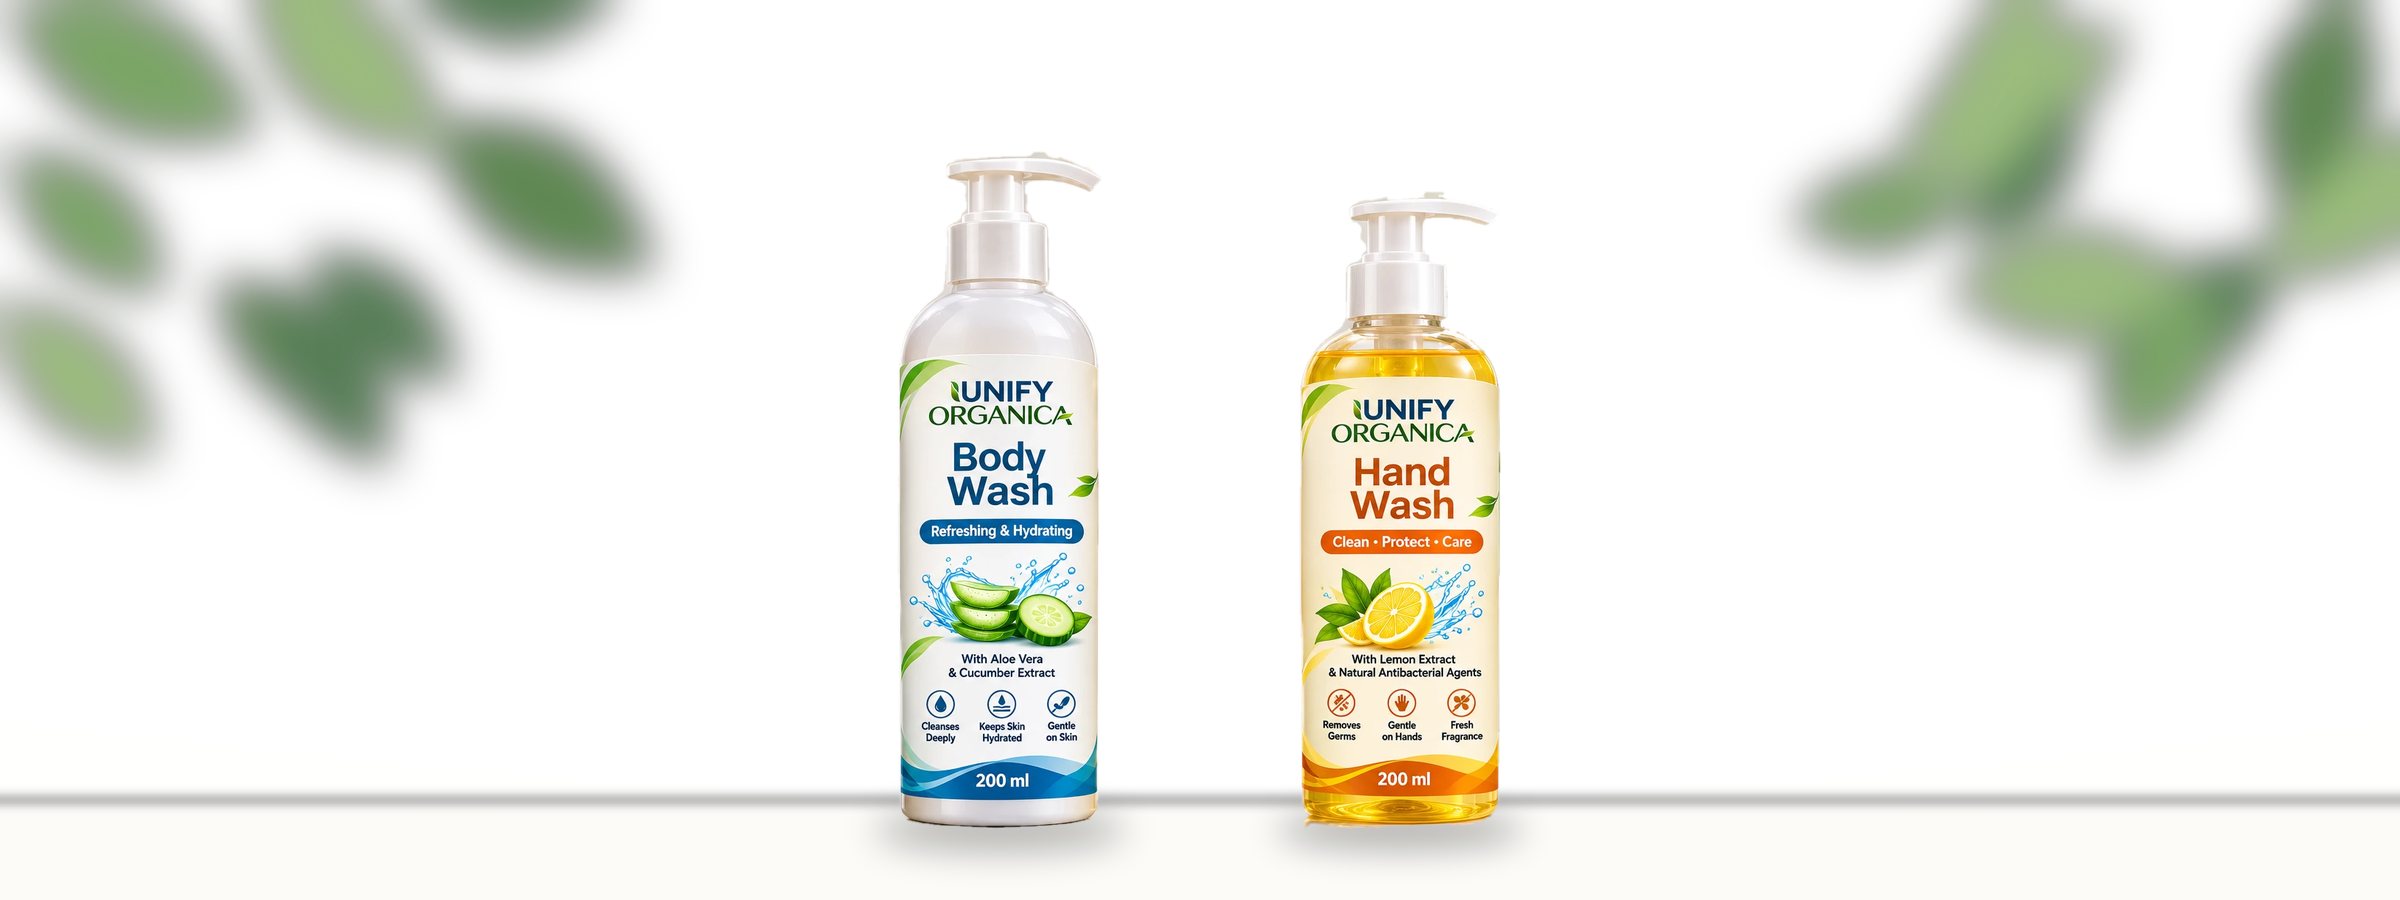 UNIFY
ORGANICA
Body
Wash
Refreshing & Hydrating
With Aloe Vera
& Cucumber Extract
Cleanses
Deeply
Keeps Skin
Hydrated
Gentle
on Skin
200 ml
UNIFY
ORGANICA
Hand
Wash
Clean • Protect • Care
With Lemon Extract
& Natural Antibacterial Agents
Removes
Germs
Gentle
on Hands
Fresh
Fragrance
200 ml